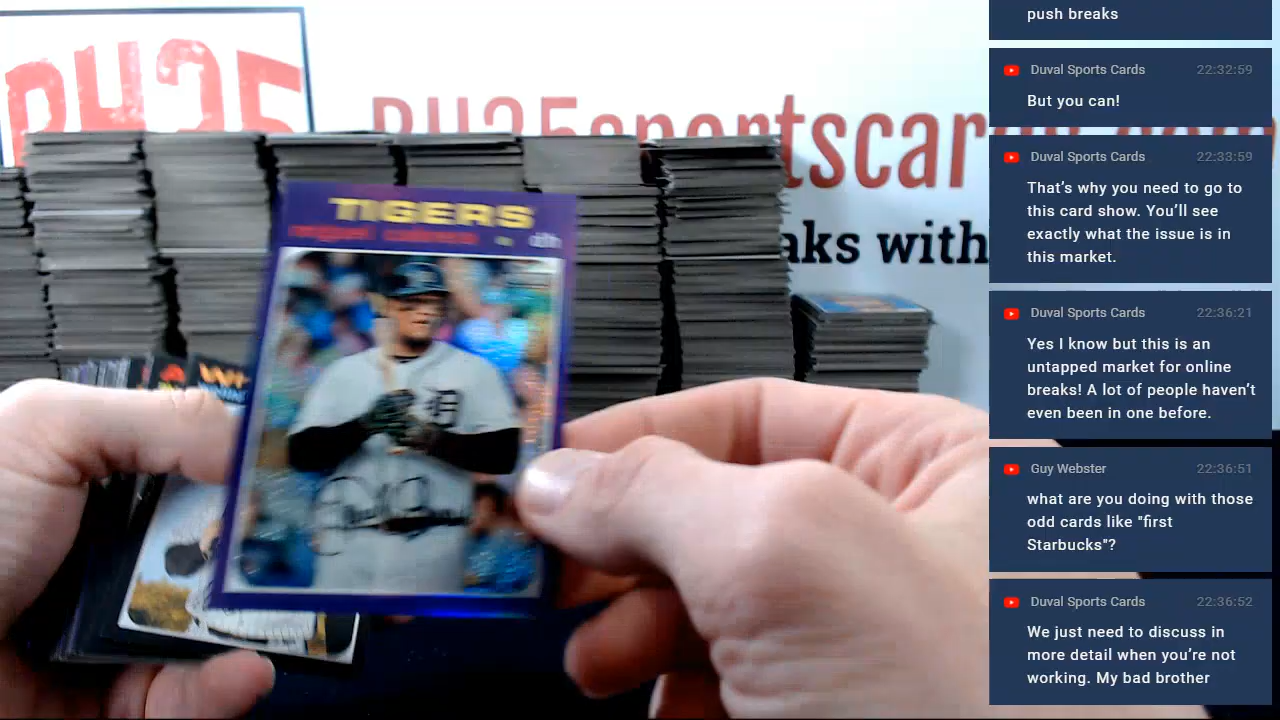 push breaks
Duval Sports Cards 22:32:59
But you can!
Duval Sports Cards 22:33:59
That's why you need to go to
this card show. You'll see
exactly what the issue is in
this market.
Duval Sports Cards 22:36:21
Yes I know but this is an
untapped market for online
breaks! A lot of people haven't
even been in one before.
Guy Webster 22:36:51
what are you doing with those
odd cards like "first
Starbucks"?
Duval Sports Cards 22:36:52
We just need to discuss in
more detail when you're not
working. My bad brother
TIGERS
miguel cabrera • dh
aks with